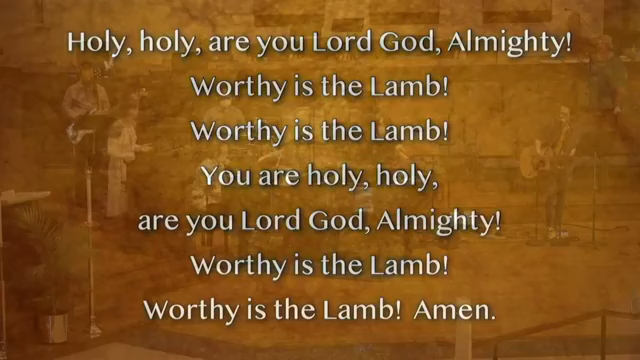 Holy, holy, are you Lord God, Almighty!
Worthy is the Lamb!
Worthy is the Lamb!
You are holy, holy,
are you Lord God, Almighty!
Worthy is the Lamb!
Worthy is the Lamb!  Amen.